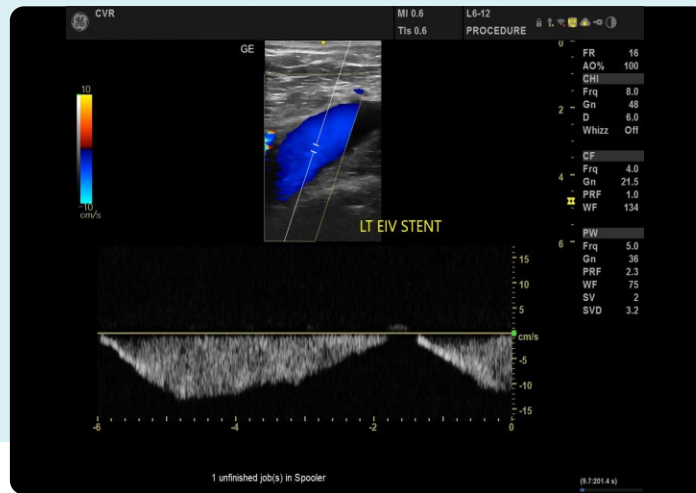 GE
CVR
MI 0.6
TIs 0.6
L6-12
PROCEDURE
GE
10
-10
cm/s
LT EIV STENT
0
2
4
6
FR 16
AO% 100
CHI
Frq 8.0
Gn 48
D 6.0
Whizz Off
CF
Frq 4.0
Gn 21.5
PRF 1.0
WF 134
PW
Frq 5.0
Gn 36
PRF 2.3
WF 75
SV 2
SVD 3.2
15
10
5
cm/s
-5
-10
-15
-6 -4 -2 0
1 unfinished job(s) in Spooler
(9.7:201.4 s)